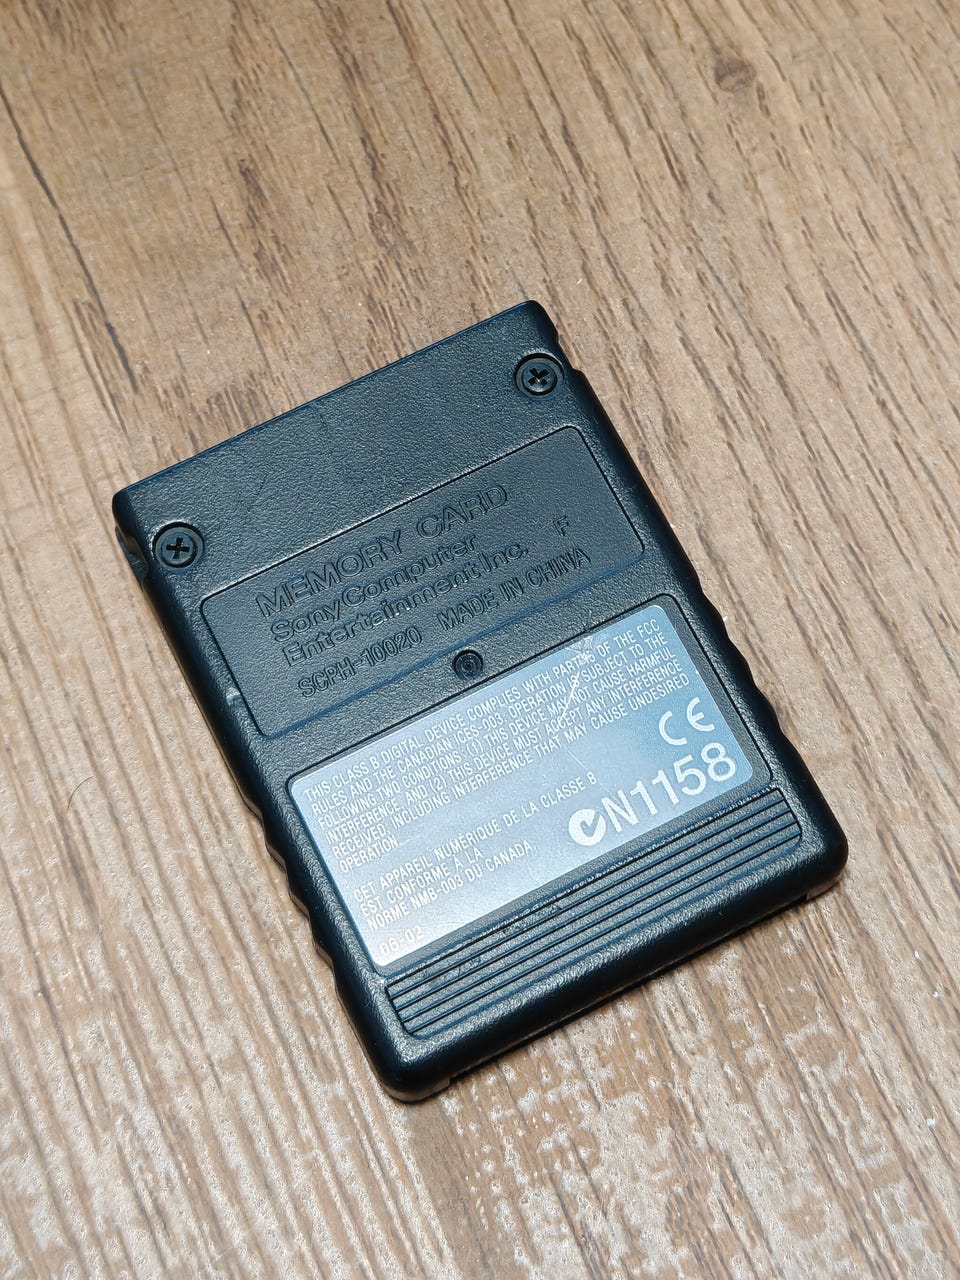 MEMORY CARD
Sony Computer
Entertainment Inc. F
SCPH-10020 MADE IN CHINA
THIS CLASS B DIGITAL DEVICE COMPLIES WITH PART 15 OF THE FCC
RULES AND THE CANADIAN ICES-003. OPERATION IS SUBJECT TO THE
FOLLOWING TWO CONDITIONS: (1) THIS DEVICE MAY NOT CAUSE HARMFUL
INTERFERENCE, AND (2) THIS DEVICE MUST ACCEPT ANY INTERFERENCE
RECEIVED, INCLUDING INTERFERENCE THAT MAY CAUSE UNDESIRED
OPERATION.
CE
CET APPAREIL NUMÉRIQUE DE LA CLASSE B
EST CONFORME À LA
NORME NMB-003 DU CANADA
N1158
06-02